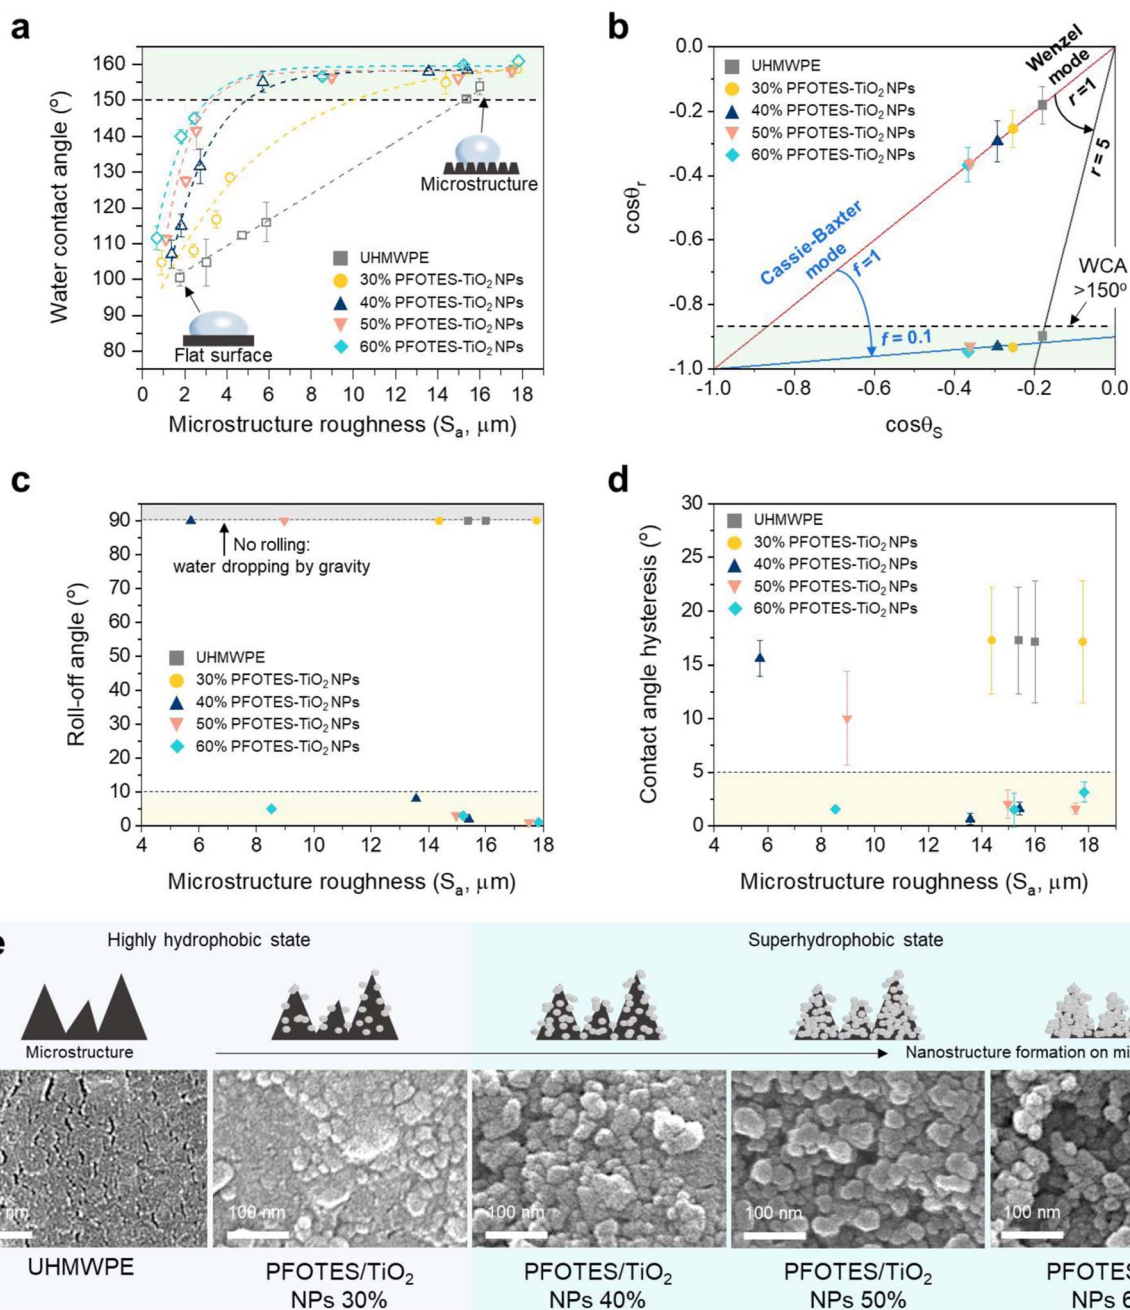 a
Water contact angle (º)
160
150
140
130
120
110
100
90
80
0 2 4 6 8 10 12 14 16 18
Microstructure roughness (Sₐ, μm)
Microstructure
Flat surface
UHMWPE
30% PFOTES-TiO₂ NPs
40% PFOTES-TiO₂ NPs
50% PFOTES-TiO₂ NPs
60% PFOTES-TiO₂ NPs
b
cosθᵣ
0.0
-0.2
-0.4
-0.6
-0.8
-1.0
-1.0 -0.8 -0.6 -0.4 -0.2 0.0
cosθS
UHMWPE
30% PFOTES-TiO₂ NPs
40% PFOTES-TiO₂ NPs
50% PFOTES-TiO₂ NPs
60% PFOTES-TiO₂ NPs
Wenzel
mode
r=1
r= 5
Cassie-Baxter
mode
f=1
f = 0.1
WCA
>150º
c
Roll-off angle (º)
90
80
70
60
50
40
30
20
10
0
4 6 8 10 12 14 16 18
Microstructure roughness (Sₐ, μm)
No rolling:
water dropping by gravity
UHMWPE
30% PFOTES-TiO₂ NPs
40% PFOTES-TiO₂ NPs
50% PFOTES-TiO₂ NPs
60% PFOTES-TiO₂ NPs
d
Contact angle hysteresis (º)
30
25
20
15
10
5
0
4 6 8 10 12 14 16 18
Microstructure roughness (Sₐ, μm)
UHMWPE
30% PFOTES-TiO₂ NPs
40% PFOTES-TiO₂ NPs
50% PFOTES-TiO₂ NPs
60% PFOTES-TiO₂ NPs
e
Highly hydrophobic state
Superhydrophobic state
Microstructure
Nanostructure formation on mi
nm
100 nm
100 nm
100 nm
100 nm
UHMWPE
PFOTES/TiO₂
NPs 30%
PFOTES/TiO₂
NPs 40%
PFOTES/TiO₂
NPs 50%
PFOTES
NPs 6